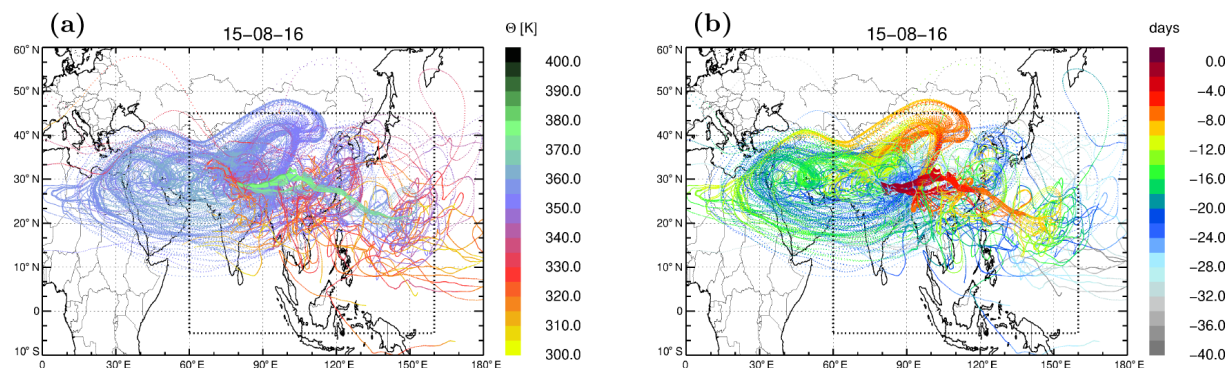 (a)
15−08−16
Θ [K]
60° N
50° N
40° N
30° N
20° N
10° N
0
10° S
0
30° E
60° E
90° E
120° E
150° E
180° E
400.0
390.0
380.0
370.0
360.0
350.0
340.0
330.0
320.0
310.0
300.0
(b)
15−08−16
days
60° N
50° N
40° N
30° N
20° N
10° N
0
10° S
0
30° E
60° E
90° E
120° E
150° E
180° E
0.0
−4.0
−8.0
−12.0
−16.0
−20.0
−24.0
−28.0
−32.0
−36.0
−40.0